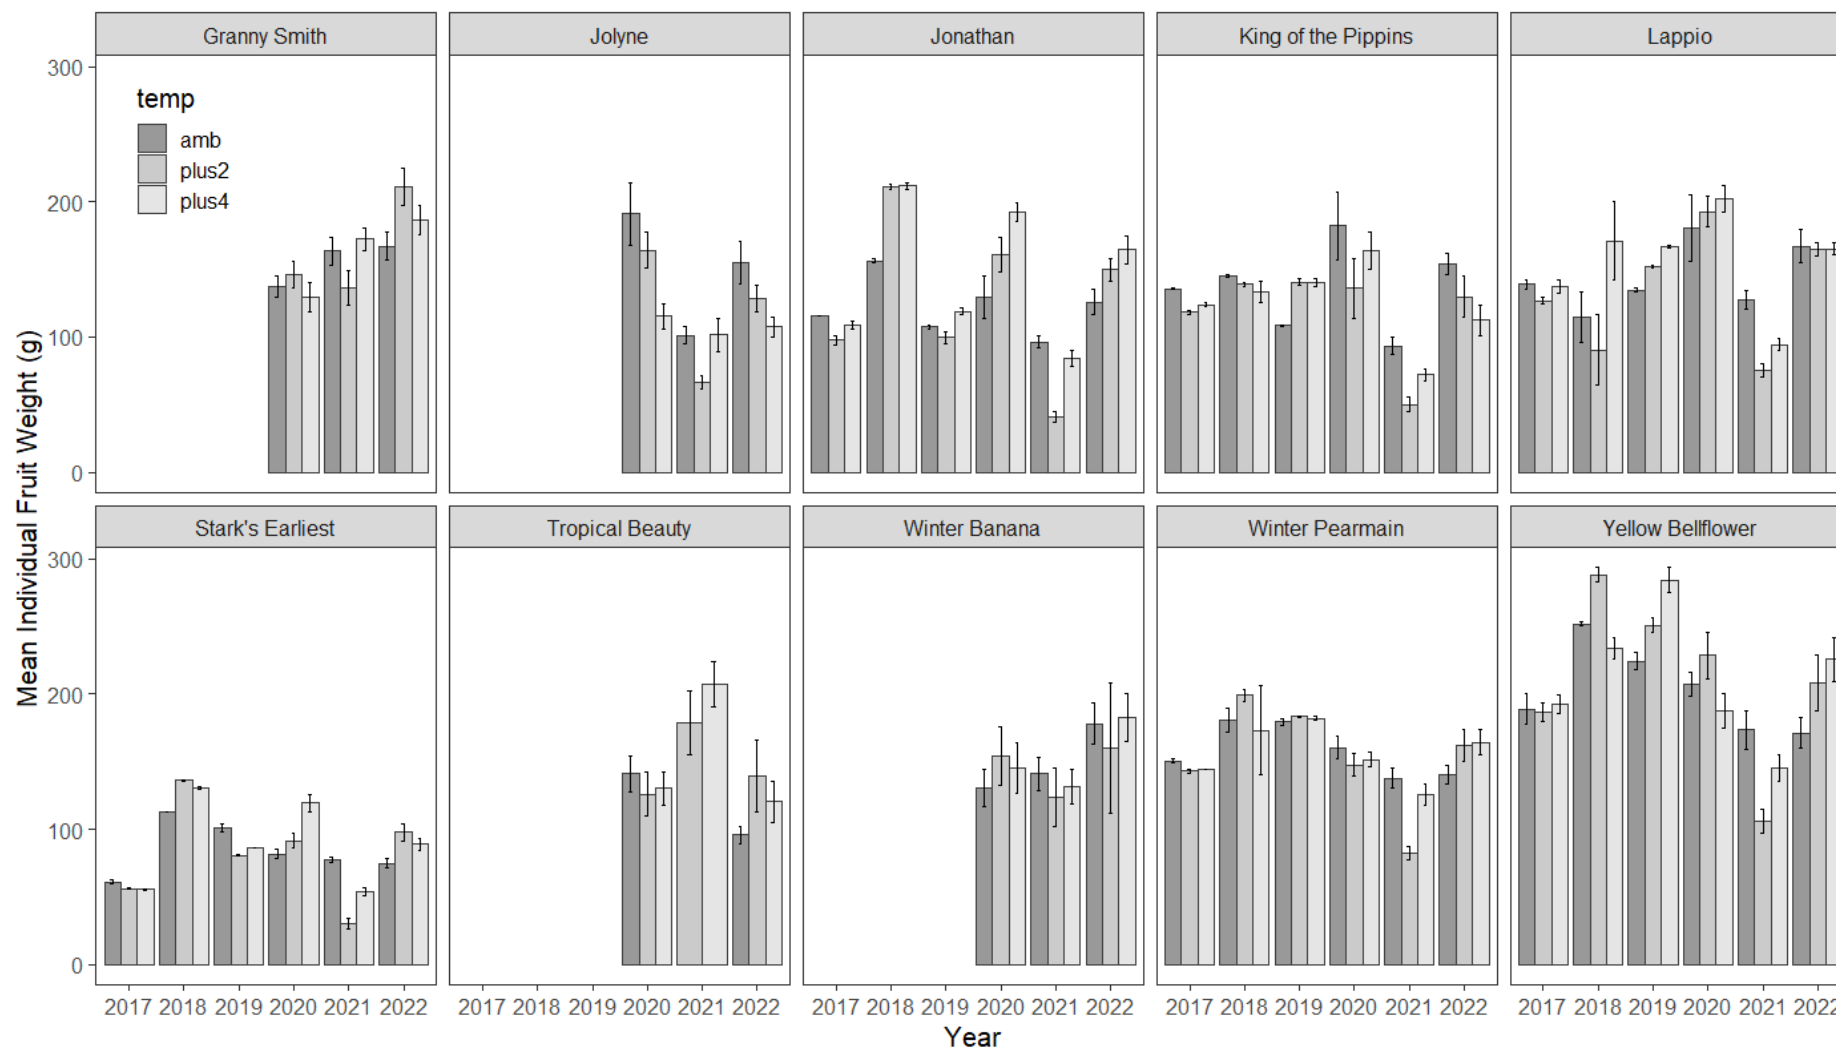 Granny Smith
Jolyne
Jonathan
King of the Pippins
Lappio
300
200
100
0
temp
amb
plus2
plus4
Mean Individual Fruit Weight (g)
Stark's Earliest
Tropical Beauty
Winter Banana
Winter Pearmain
Yellow Bellflower
300
200
100
0
2017 2018 2019 2020 2021 2022
2017 2018 2019 2020 2021 2022
2017 2018 2019 2020 2021 2022
2017 2018 2019 2020 2021 2022
2017 2018 2019 2020 2021 2022
Year